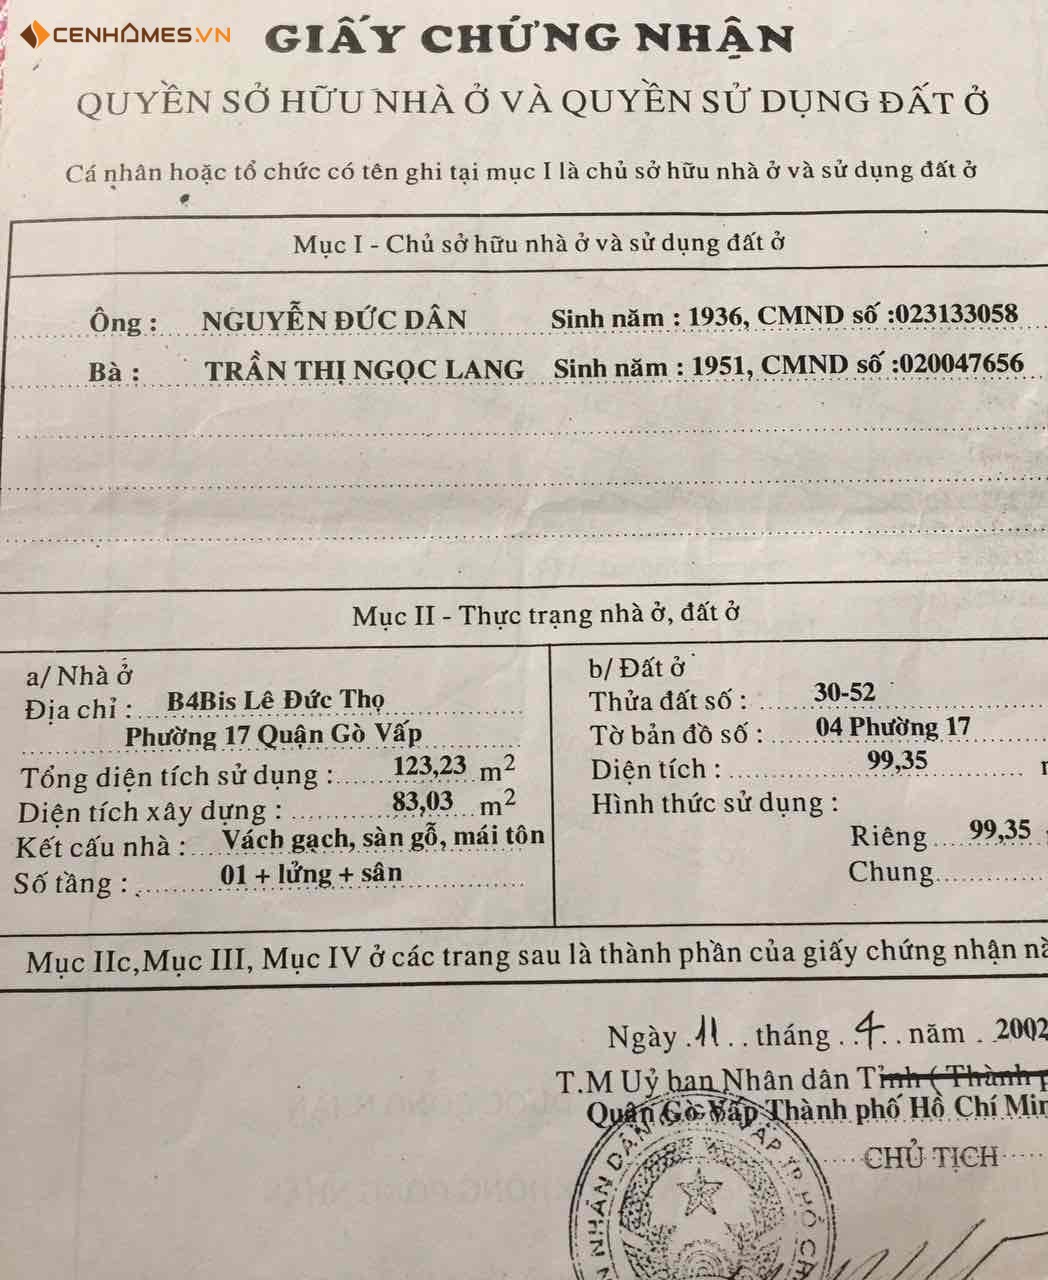 CENHOMES.VN
GIẤY CHỨNG NHẬN
QUYỀN SỞ HỮU NHÀ Ở VÀ QUYỀN SỬ DỤNG ĐẤT Ở
Cá nhân hoặc tổ chức có tên ghi tại mục I là chủ sở hữu nhà ở và sử dụng đất ở
Mục I - Chủ sở hữu nhà ở và sử dụng đất ở
Ông : NGUYỄN ĐỨC DÂN Sinh năm : 1936, CMND số :023133058
Bà : TRẦN THỊ NGỌC LANG Sinh năm : 1951, CMND số :020047656
Mục II - Thực trạng nhà ở, đất ở
a/ Nhà ở
Địa chỉ : B4Bis Lê Đức Thọ
Phường 17 Quận Gò Vấp
Tổng diện tích sử dụng : 123,23 m2
Diện tích xây dựng : 83,03 m2
Kết cấu nhà : Vách gạch, sàn gỗ, mái tôn
Số tầng : 01 + lửng + sân
b/ Đất ở
Thửa đất số : 30-52
Tờ bản đồ số : 04 Phường 17
Diện tích : 99,35
Hình thức sử dụng :
Riêng 99,35
Chung
Mục IIc,Mục III, Mục IV ở các trang sau là thành phần của giấy chứng nhận
Ngày 11 tháng 4 năm 2002
T.M Uỷ ban Nhân dân Tỉnh ( Thành
Quận Gò Vấp Thành phố Hồ Chí
CHỦ TỊCH
NHÂN DÂN
VẤP TP HỒ